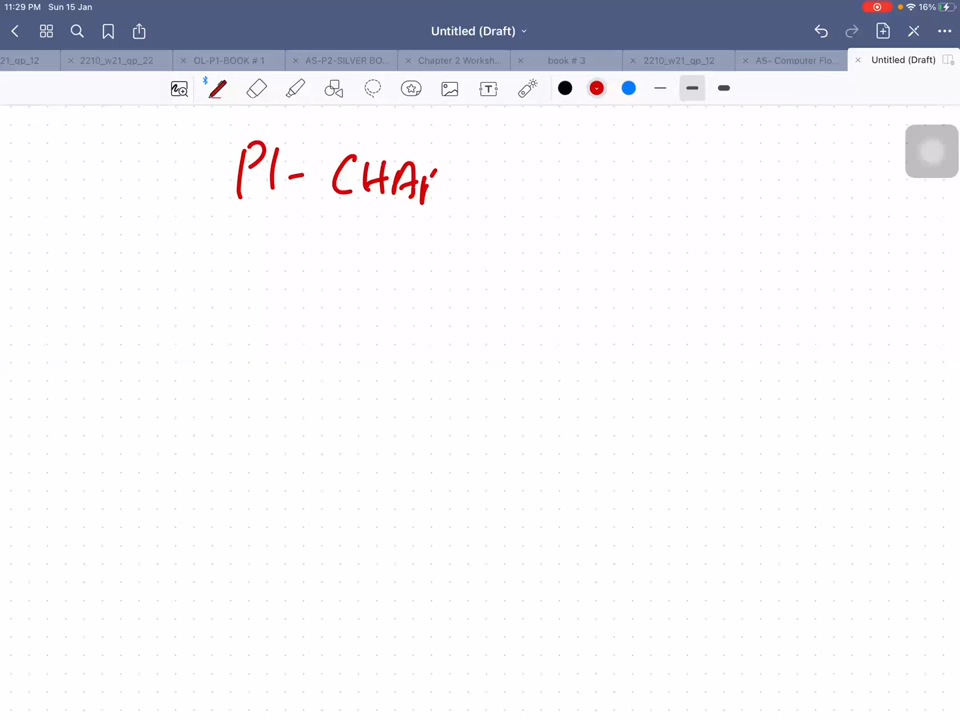 11:29 PM Sun 15 Jan
16%
Untitled (Draft)
21_qp_12
2210_w21_qp_22
OL-P1-BOOK # 1
AS-P2-SILVER BO...
Chapter 2 Worksh...
book # 3
2210_w21_qp_12
AS- Computer Flo...
Untitled (Draft)
T
P1- CHAP